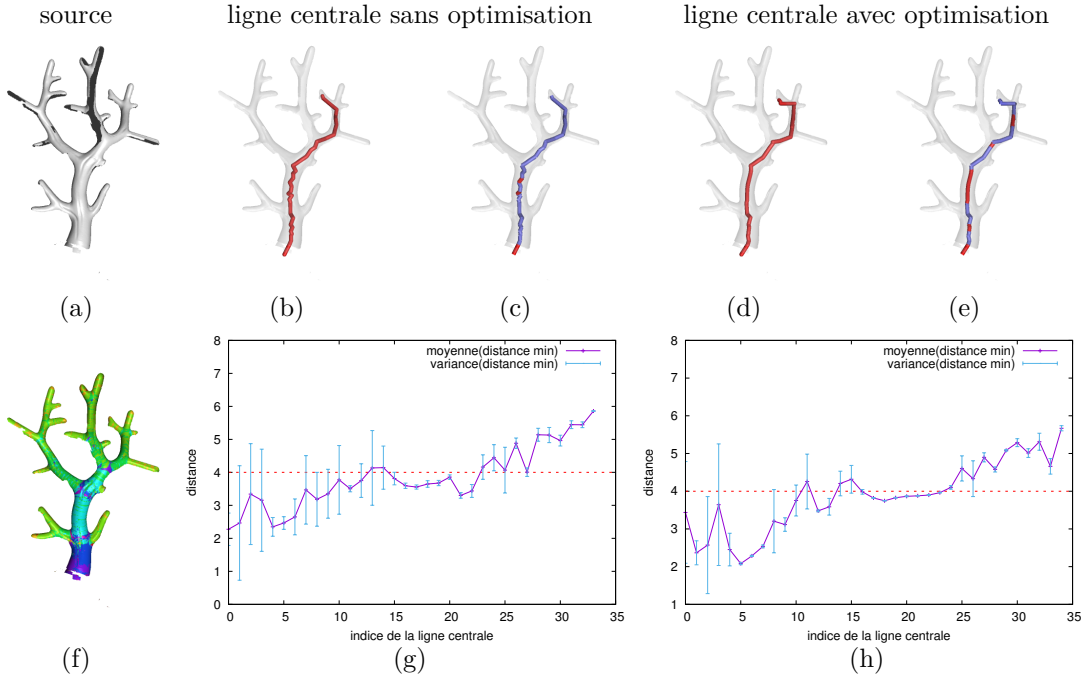 source
ligne centrale sans optimisation
ligne centrale avec optimisation
(a)
(b)
(c)
(d)
(e)
8
7
6
5
4
3
2
1
0
distance
moyenne(distance min)
variance(distance min)
0 5 10 15 20 25 30 35
indice de la ligne centrale
8
7
6
5
4
3
2
1
distance
moyenne(distance min)
variance(distance min)
0 5 10 15 20 25 30 35
indice de la ligne centrale
(f)
(g)
(h)